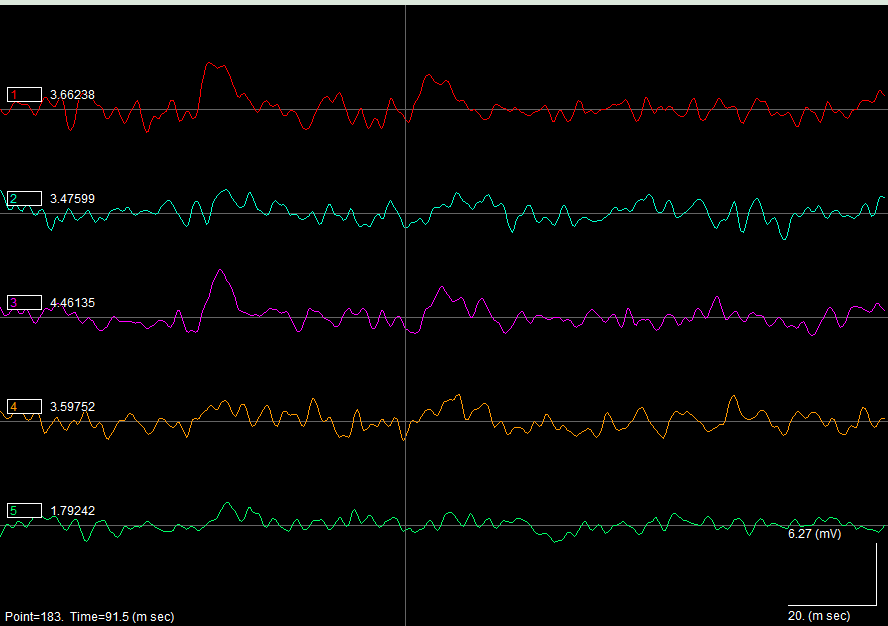 1 3.66238
2 3.47599
3 4.46135
4 3.59752
5 1.79242
6.27 (mV)
20. (m sec)
Point=183. Time=91.5 (m sec)